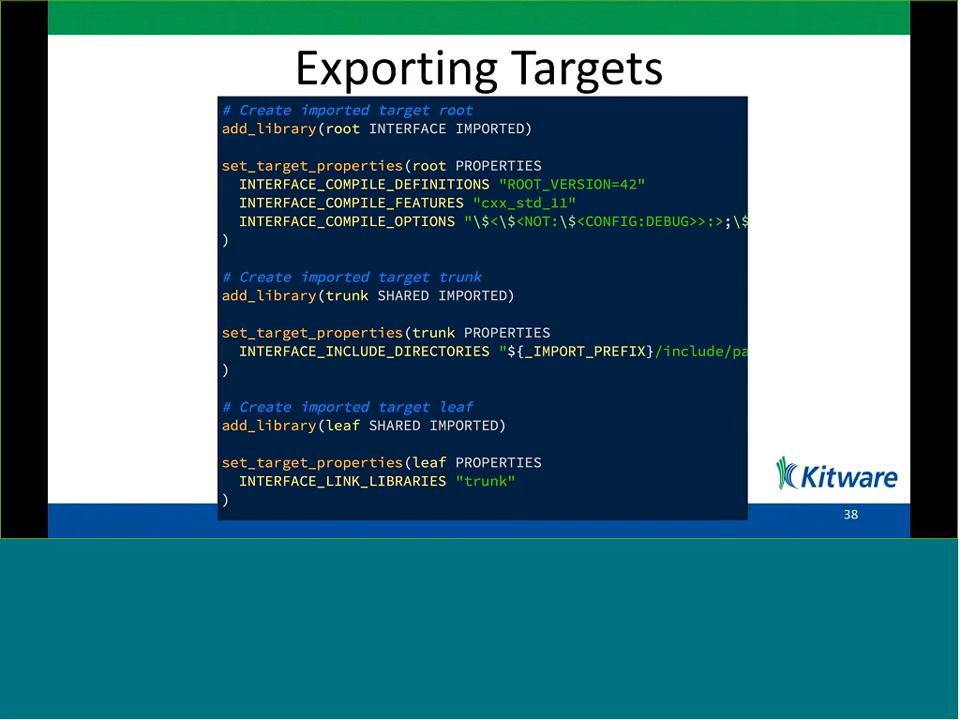 Exporting Targets
# Create imported target root
add_library(root INTERFACE IMPORTED)
set_target_properties(root PROPERTIES
INTERFACE_COMPILE_DEFINITIONS "ROOT_VERSION=42"
INTERFACE_COMPILE_FEATURES "cxx_std_11"
INTERFACE_COMPILE_OPTIONS "\$<\$<NOT:\$<CONFIG:DEBUG>>:>;\$
)
# Create imported target trunk
add_library(trunk SHARED IMPORTED)
set_target_properties(trunk PROPERTIES
INTERFACE_INCLUDE_DIRECTORIES "${_IMPORT_PREFIX}/include/pa
)
# Create imported target leaf
add_library(leaf SHARED IMPORTED)
set_target_properties(leaf PROPERTIES
INTERFACE_LINK_LIBRARIES "trunk"
)
Kitware
38